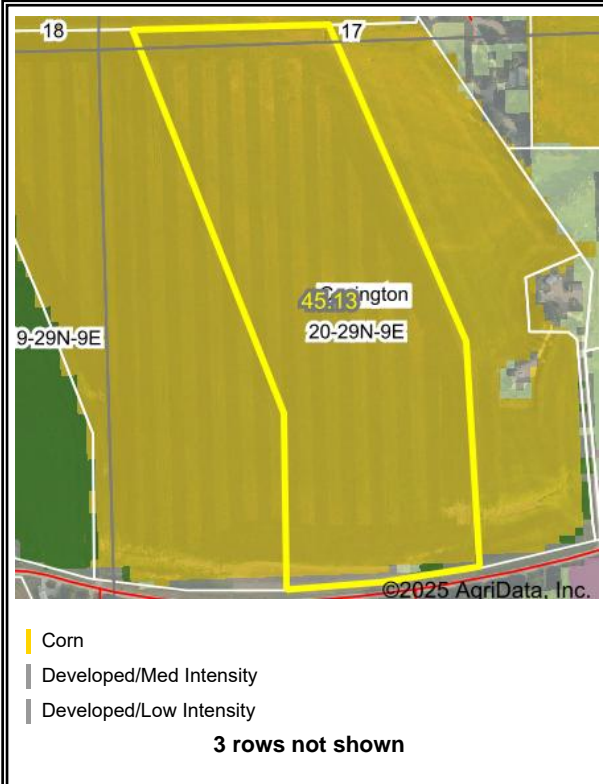 18
17
45.13
9-29N-9E
20-29N-9E
©2025 AgriData, Inc.
Corn
Developed/Med Intensity
Developed/Low Intensity
3 rows not shown